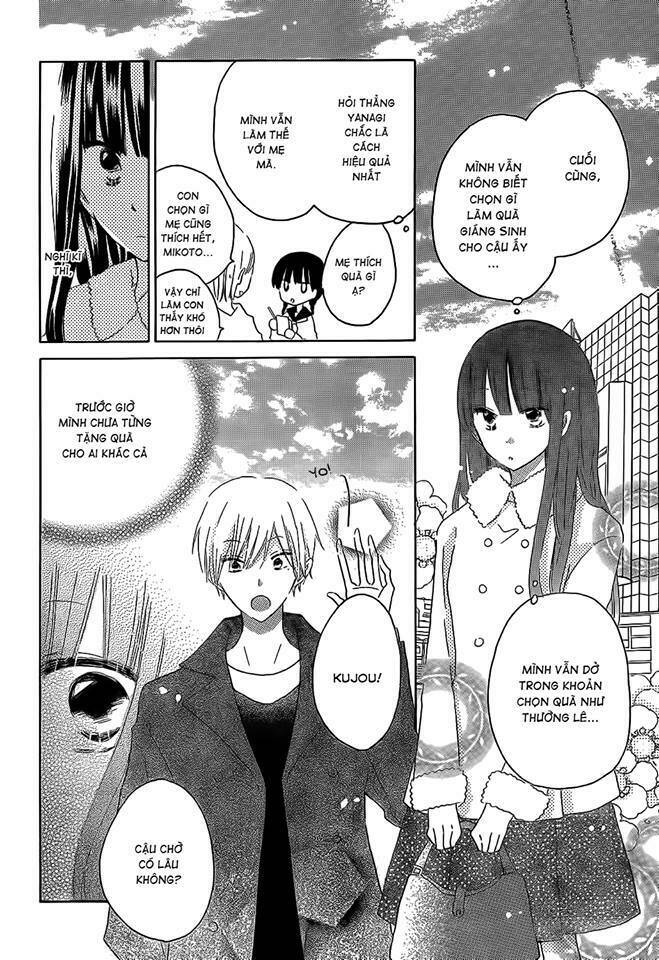 CUỐI
CÙNG,
MÌNH VẪN
KHÔNG BIẾT
CHỌN GÌ
LÀM QUÀ
GIÁNG SINH
CHO CẬU ẤY
...
HỎI THẲNG
YANAGI
CHẮC LÀ
CÁCH
HIỆU QUẢ
NHẤT
MÌNH VẪN
LÀM THẾ
VỚI MẸ
MÀ.
MẸ THÍCH
QUÀ GÌ
Ạ?
CON
CHỌN GÌ
MẸ CŨNG
THÍCH HẾT,
MIKOTO...
VẬY CHỈ
LÀM CON
THẤY KHÓ
HƠN THÔI
NGHĨ KĨ
THÌ,
TRƯỚC GIỜ
MÌNH CHƯA TỪNG
TẶNG QUÀ
CHO AI KHÁC CẢ
MÌNH VẪN DỞ
TRONG KHOẢN
CHỌN QUÀ NHƯ
THƯỜNG LỆ...
YO!
KUJOU!
CẬU CHỜ
CÓ LÂU
KHÔNG?